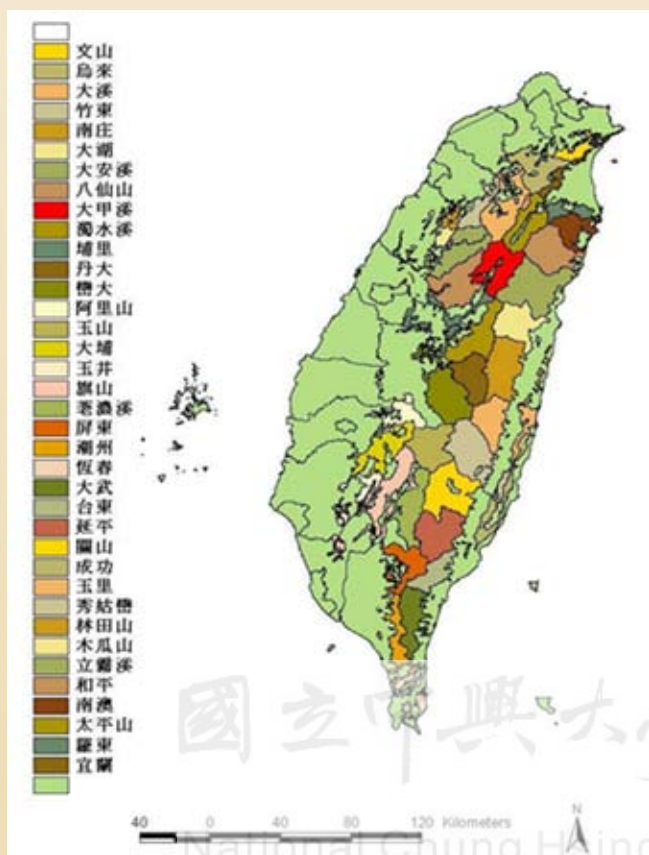 文山
烏來
大溪
竹東
南庄
大湖
大安溪
八仙山
大甲溪
濁水溪
埔里
丹大
巒大
阿里山
玉山
大埔
玉井
旗山
荖濃溪
屏東
潮州
恆春
大武
台東
延平
關山
成功
玉里
秀姑巒
林田山
木瓜山
立霧溪
和平
南澳
太平山
羅東
宜蘭
國立中興大
40 0 40 80 120 Kilometers
N
National Chung Hsing